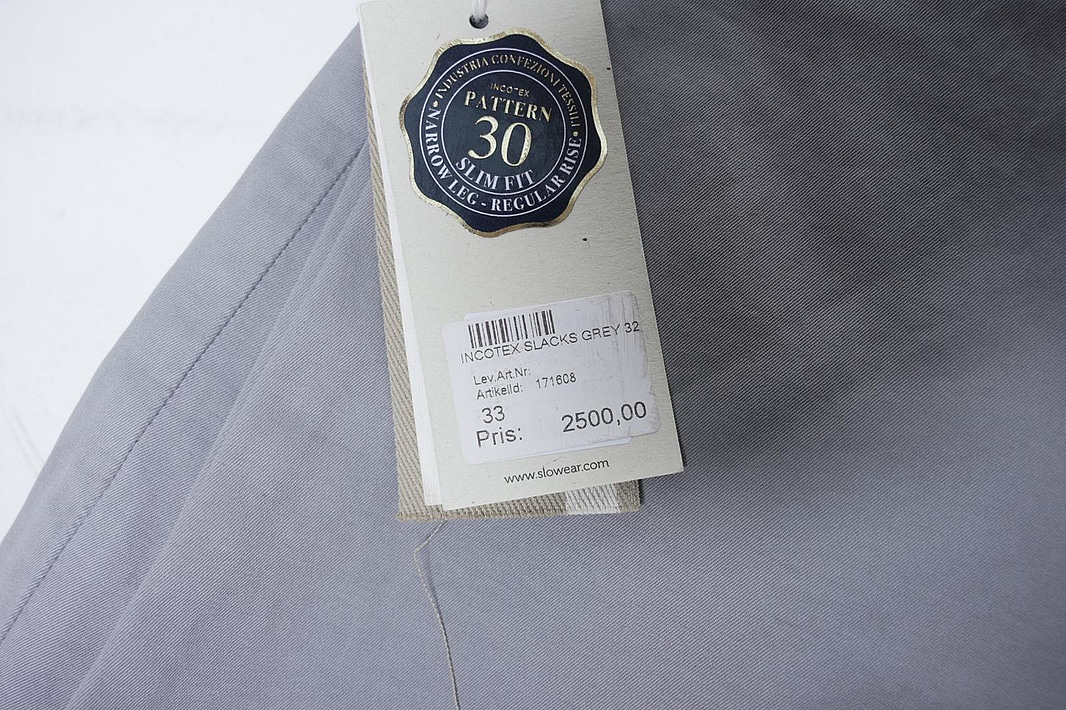 INDUSTRIA CONFEZIONI TESSILI
INCOTEX
PATTERN
30
SLIM FIT
NARROW LEG - REGULAR RISE
INCOTEX SLACKS GREY 32
Lev.Art.Nr:
ArtikelId: 171608
33
Pris: 2500,00
www.slowear.com